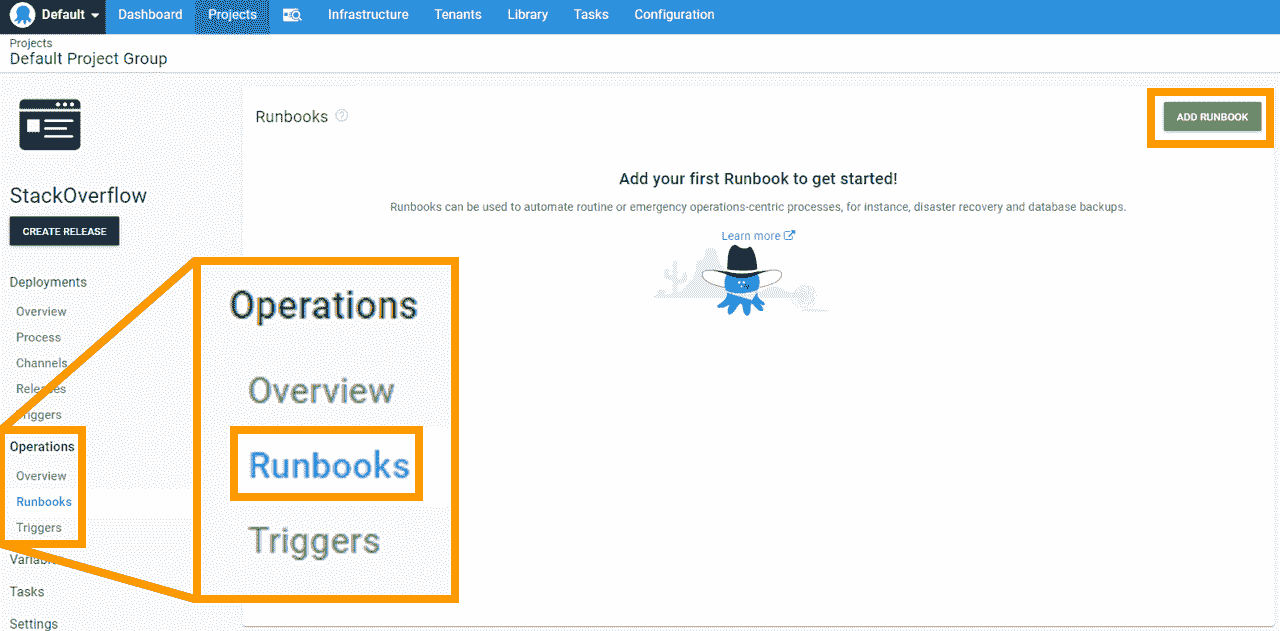 Default
Dashboard
Projects
Infrastructure
Tenants
Library
Tasks
Configuration
Projects
Default Project Group
StackOverflow
CREATE RELEASE
Deployments
Overview
Process
Channels
Releases
Triggers
Operations
Overview
Runbooks
Triggers
Variables
Tasks
Settings
Operations
Overview
Runbooks
Triggers
Runbooks
ADD RUNBOOK
Add your first Runbook to get started!
Runbooks can be used to automate routine or emergency operations-centric processes, for instance, disaster recovery and database backups.
Learn more